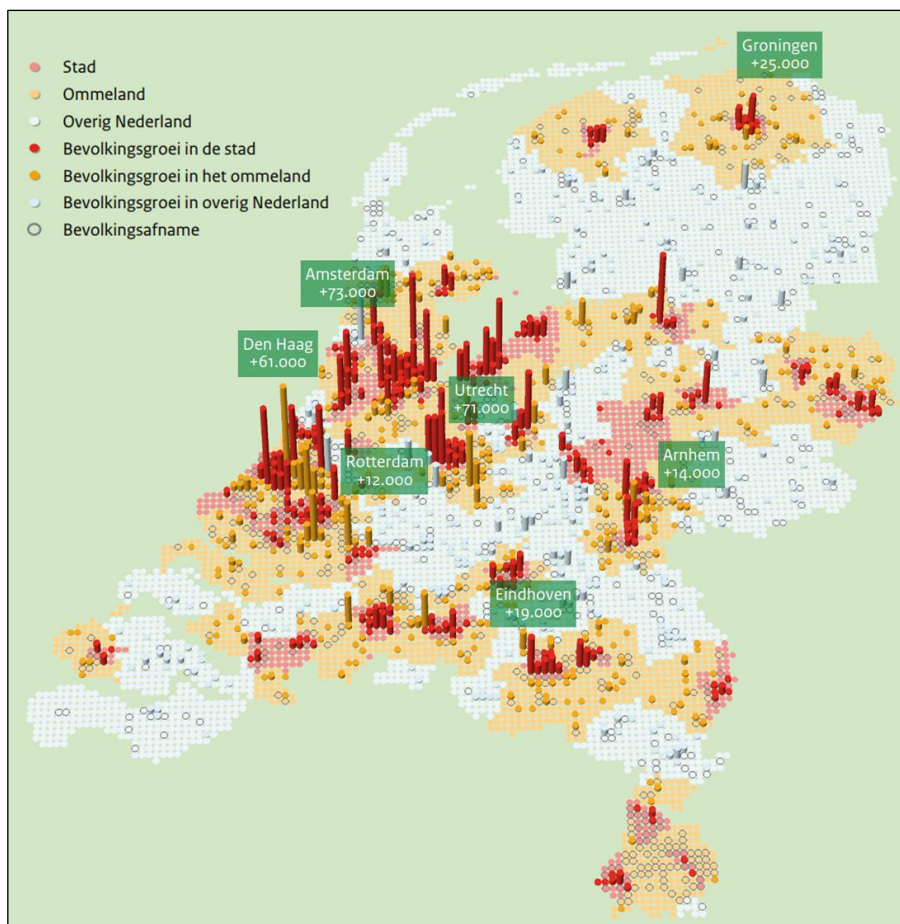 Groningen
+25.000
Stad
Ommeland
Overig Nederland
Bevolkingsgroei in de stad
Bevolkingsgroei in het ommeland
Bevolkingsgroei in overig Nederland
Bevolkingsafname
Amsterdam
+73.000
Den Haag
+61.000
Utrecht
+71.000
Rotterdam
+12.000
Arnhem
+14.000
Eindhoven
+19.000